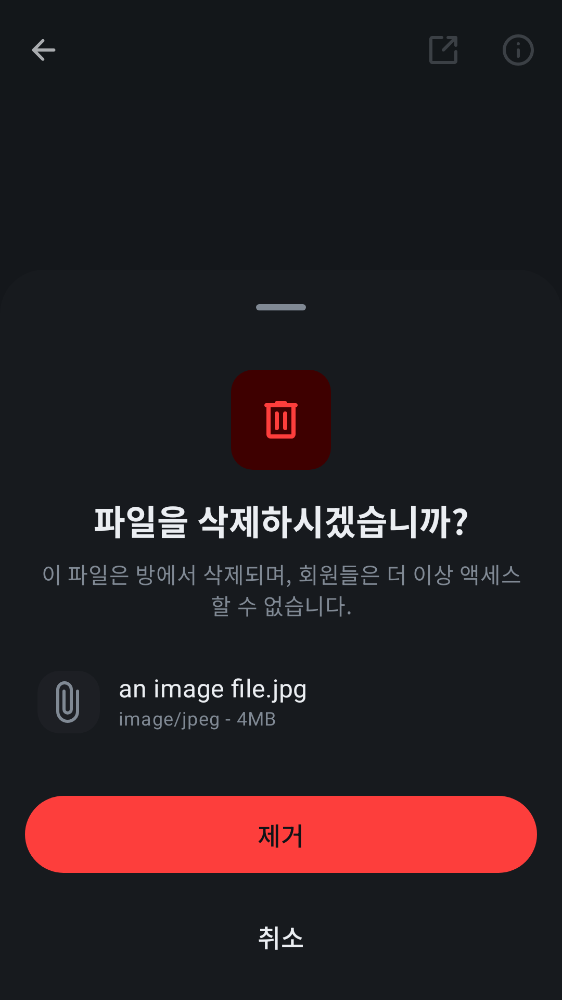 파일을 삭제하시겠습니까?
이 파일은 방에서 삭제되며, 회원들은 더 이상 액세스
할 수 없습니다.
an image file.jpg
image/jpeg - 4MB
제거
취소